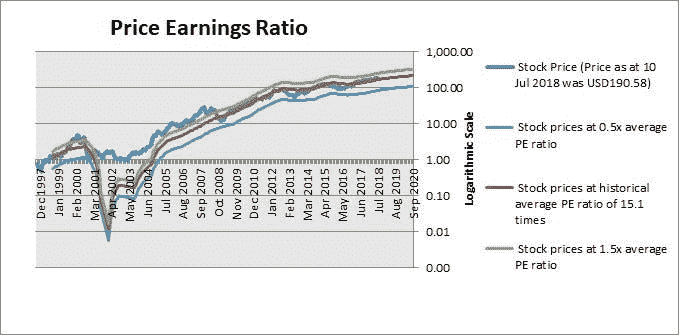 Price Earnings Ratio
1,000.00
100.00
10.00
1.00
0.10
0.01
0.00
Logarithmic Scale
Dec 1997
Jan 1999
Feb 2000
Mar 2001
Apr 2002
May 2003
Jun 2004
Jul 2005
Aug 2006
Sep 2007
Oct 2008
Nov 2009
Dec 2010
Jan 2012
Feb 2013
Mar 2014
Apr 2015
May 2016
Jun 2017
Jul 2018
Aug 2019
Sep 2020
Stock Price (Price as at 10
Jul 2018 was USD190.58)
Stock prices at 0.5x average
PE ratio
Stock prices at historical
average PE ratio of 15.1
times
Stock prices at 1.5x average
PE ratio